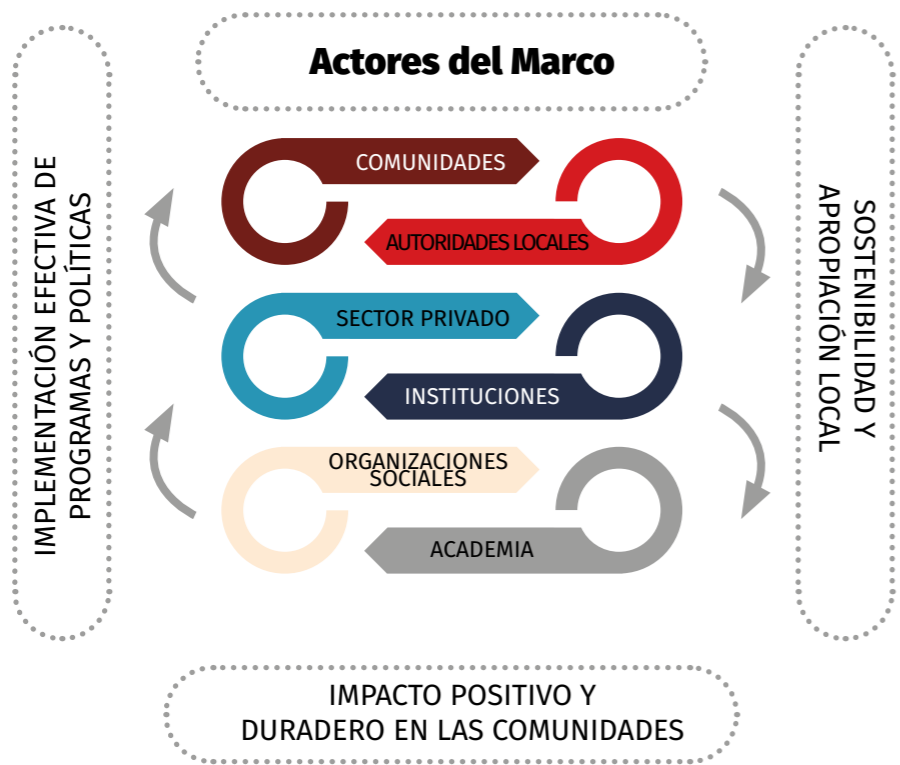 Actores del Marco
IMPLEMENTACIÓN EFECTIVA DE
PROGRAMAS Y POLÍTICAS
COMUNIDADES
AUTORIDADES LOCALES
SECTOR PRIVADO
INSTITUCIONES
ORGANIZACIONES
SOCIALES
ACADEMIA
SOSTENIBILIDAD Y
APROPIACIÓN LOCAL
IMPACTO POSITIVO Y
DURADERO EN LAS COMUNIDADES